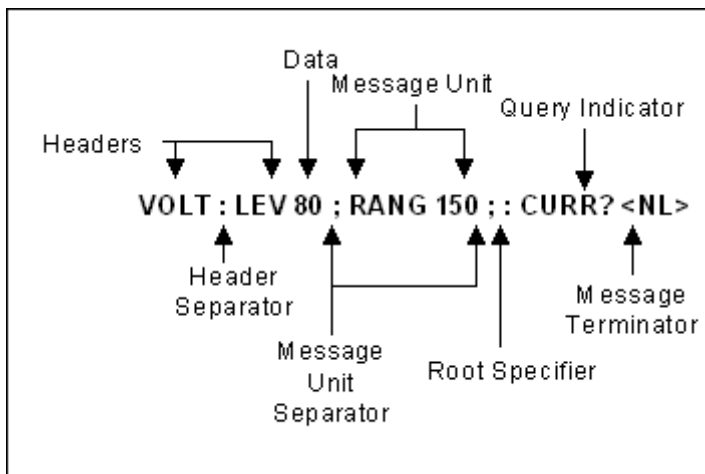 Data
Message Unit
Query Indicator
Headers
VOLT : LEV 80 ; RANG 150 ; : CURR? <NL>
Header
Separator
Message
Unit
Separator
Root Specifier
Message
Terminator